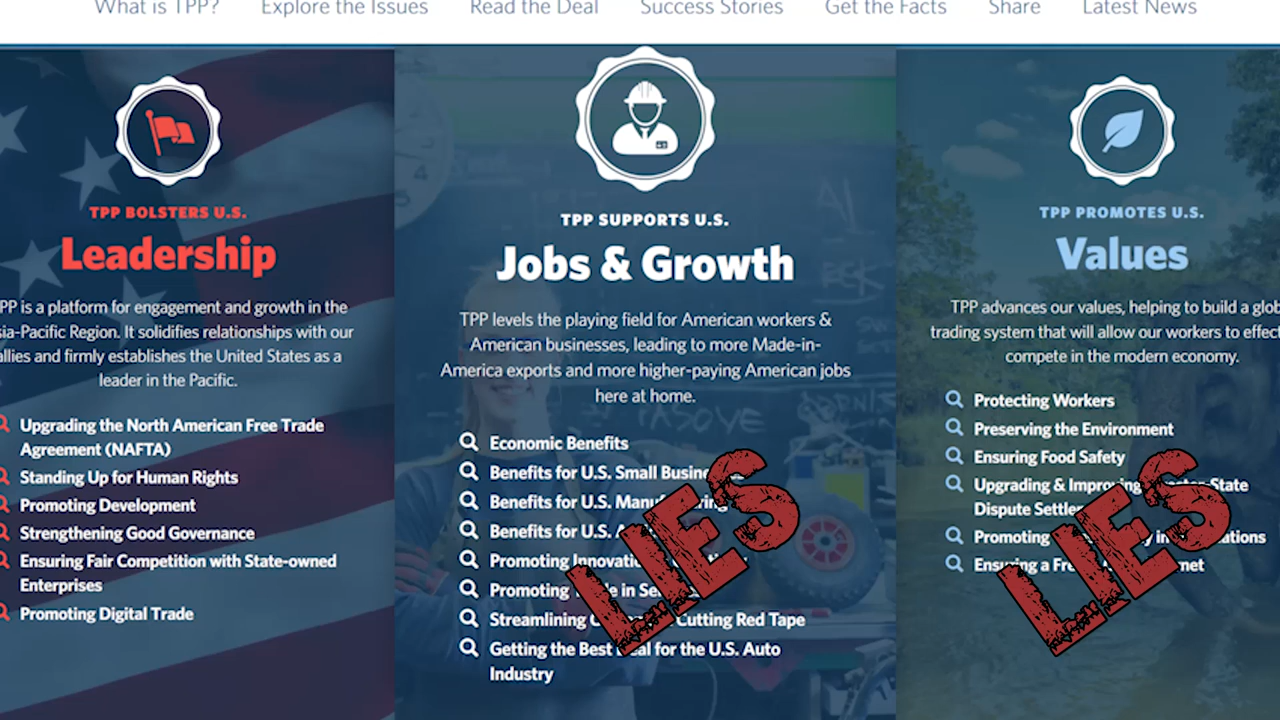 What is TPP? Explore the Issues Read the Deal Success Stories Get the Facts Share Latest News
TPP BOLSTERS U.S.
Leadership
PP is a platform for engagement and growth in the
sia-Pacific Region. It solidifies relationships with our
allies and firmly establishes the United States as a
leader in the Pacific.
Upgrading the North American Free Trade
Agreement (NAFTA)
Standing Up for Human Rights
Promoting Development
Strengthening Good Governance
Ensuring Fair Competition with State-owned
Enterprises
Promoting Digital Trade
TPP SUPPORTS U.S.
Jobs & Growth
TPP levels the playing field for American workers &
American businesses, leading to more Made-in-
America exports and more higher-paying American jobs
here at home.
Economic Benefits
Benefits for U.S. Small
Benefits for U.S.
Benefits for U.S.
Promoting
Promoting in
Streamlining Cutting Red Tape
Getting the Best for the U.S. Auto
Industry
LIES
TPP PROMOTES U.S.
Values
TPP advances our values, helping to build a glob
trading system that will allow our workers to effect
compete in the modern economy.
Protecting Workers
Preserving the Environment
Ensuring Food Safety
Upgrading & State
Dispute
Promoting
Ensuring a
LIES